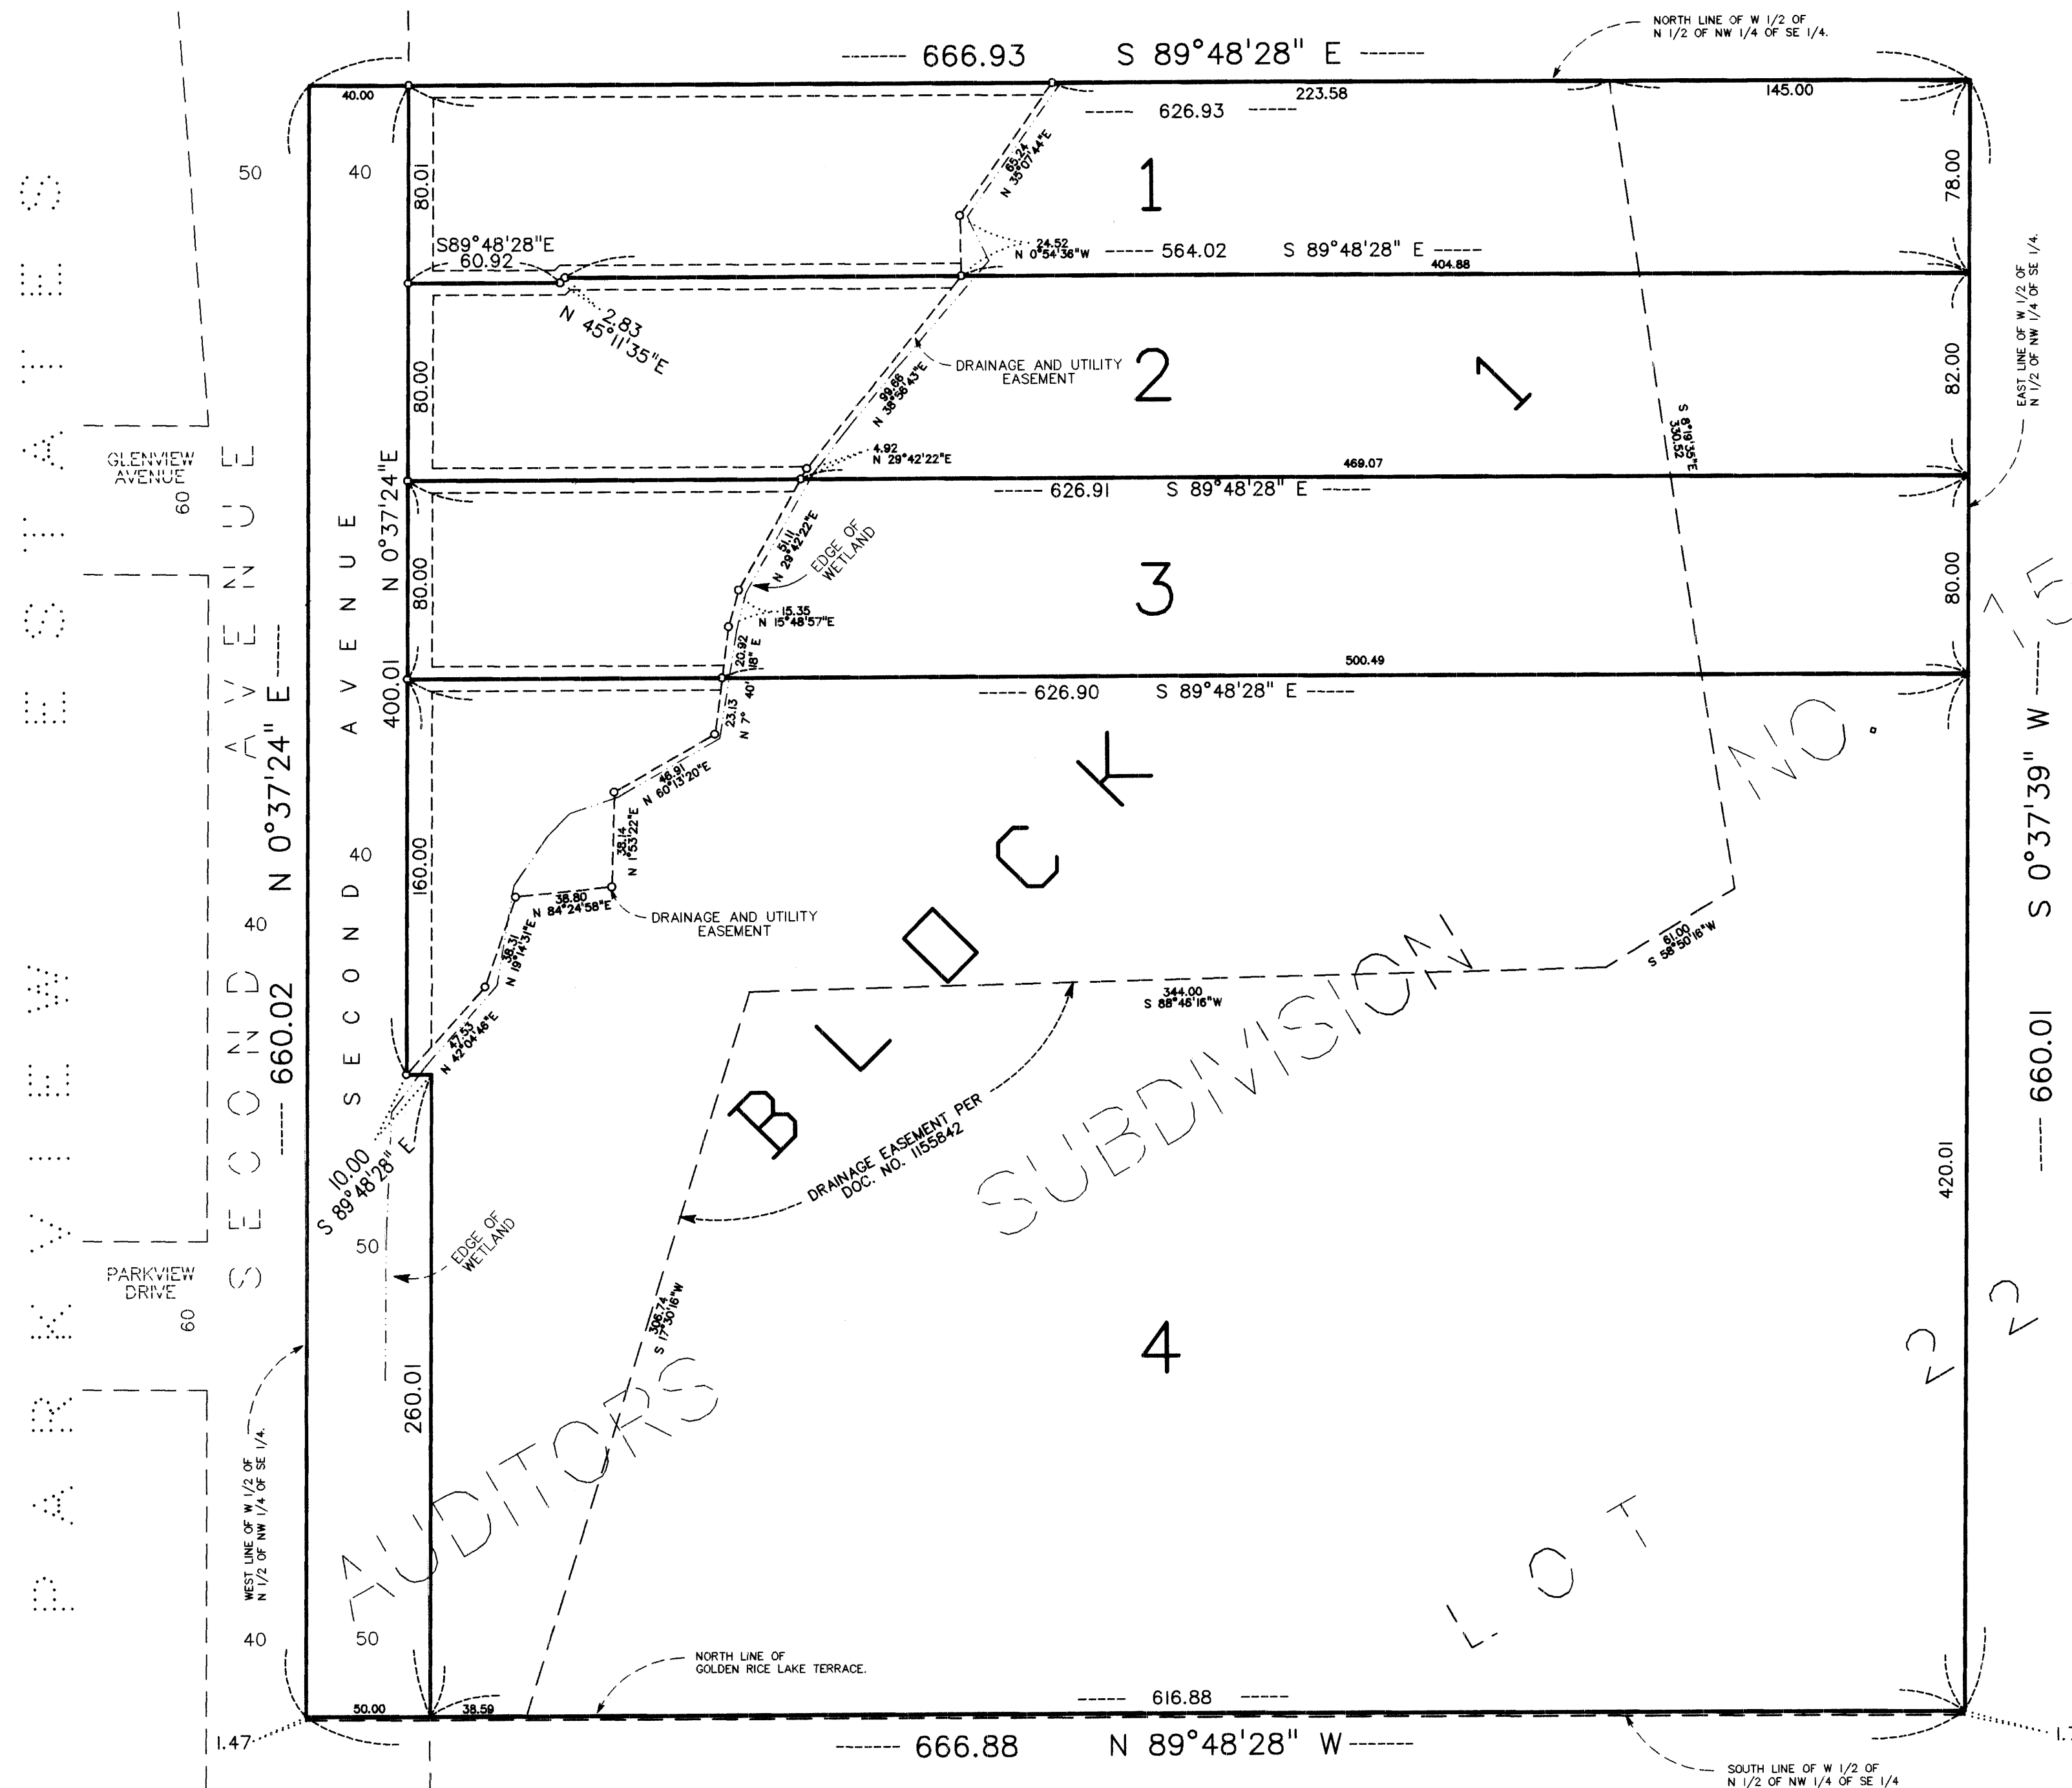 NORTH LINE OF W 1/2 OF
N 1/2 OF NW 1/4 OF SE 1/4.
666.93 S 89°48'28" E
40.00
223.58
145.00
626.93
50
40
80.01
65.24
N 35°07'44"E
1
78.00
24.52
N 0°54'36"W
564.02 S 89°48'28" E
404.88
S89°48'28"E
60.92
2.83
N 45°11'35"E
EAST LINE OF W 1/2 OF
N 1/2 OF NW 1/4 OF SE 1/4.
80.00
99.66
N 38°56'43"E
DRAINAGE AND UTILITY
EASEMENT
2
1
82.00
S 8°19'35"E
330.52
4.92
N 29°42'22"E
469.07
626.91 S 89°48'28" E
GLENVIEW
AVENUE
60
N 0°37'24"E
400.01
80.00
51.11
N 29°42'22"E
EDGE OF
WETLAND
3
80.00
15.35
N 15°48'57"E
20.92
23.13
N 7° 40' 18" E
500.49
626.90 S 89°48'28" E
PARKVIEW ESTATES
SECOND AVENUE
SECOND AVENUE
660.02 N 0°37'24" E
46.91
N 60°13'20"E
38.14
N 1°53'22"E
160.00
40
40
38.80
N 84°24'58"E
DRAINAGE AND UTILITY
EASEMENT
38.31
N 19°14'31"E
47.53
N 42°04'46"E
BLOCK
61.00
S 58°50'16"W
344.00
S 88°46'16"W
S 0°37'39" W
660.01
10.00
S 89°48'28" E
DRAINAGE EASEMENT PER
DOC. NO. 1155842
420.01
50
EDGE OF
WETLAND
PARKVIEW
DRIVE
60
306.74
S 17°30'16"W
4
260.01
AUDITORS SUBDIVISION NO.
LOT 22
WEST LINE OF W 1/2 OF
N 1/2 OF NW 1/4 OF SE 1/4.
40
50
NORTH LINE OF
GOLDEN RICE LAKE TERRACE.
50.00
38.59
616.88
1.47
666.88 N 89°48'28" W
SOUTH LINE OF W 1/2 OF
N 1/2 OF NW 1/4 OF SE 1/4